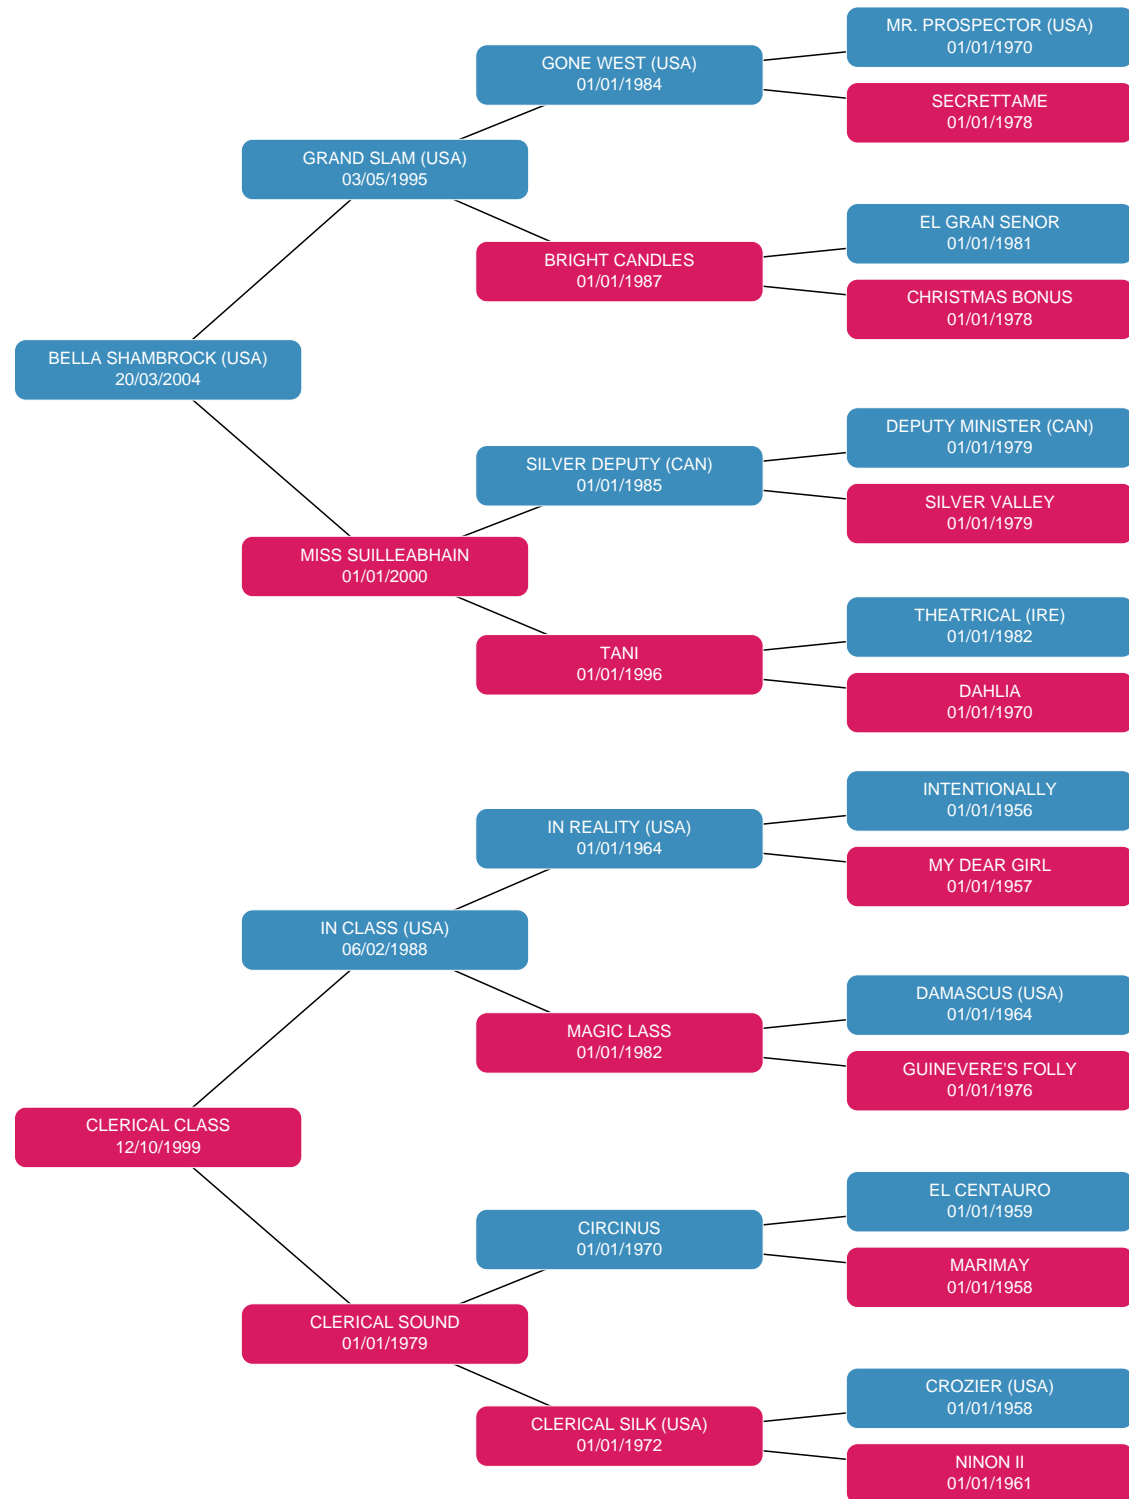 MR. PROSPECTOR (USA)
01/01/1970
GONE WEST (USA)
01/01/1984
SECRETTAME
01/01/1978
GRAND SLAM (USA)
03/05/1995
EL GRAN SENOR
01/01/1981
BRIGHT CANDLES
01/01/1987
CHRISTMAS BONUS
01/01/1978
BELLA SHAMBROCK (USA)
20/03/2004
DEPUTY MINISTER (CAN)
01/01/1979
SILVER DEPUTY (CAN)
01/01/1985
SILVER VALLEY
01/01/1979
MISS SUILLEABHAIN
01/01/2000
THEATRICAL (IRE)
01/01/1982
TANI
01/01/1996
DAHLIA
01/01/1970
INTENTIONALLY
01/01/1956
IN REALITY (USA)
01/01/1964
MY DEAR GIRL
01/01/1957
IN CLASS (USA)
06/02/1988
DAMASCUS (USA)
01/01/1964
MAGIC LASS
01/01/1982
GUINEVERE'S FOLLY
01/01/1976
CLERICAL CLASS
12/10/1999
EL CENTAURO
01/01/1959
CIRCINUS
01/01/1970
MARIMAY
01/01/1958
CLERICAL SOUND
01/01/1979
CROZIER (USA)
01/01/1958
CLERICAL SILK (USA)
01/01/1972
NINON II
01/01/1961